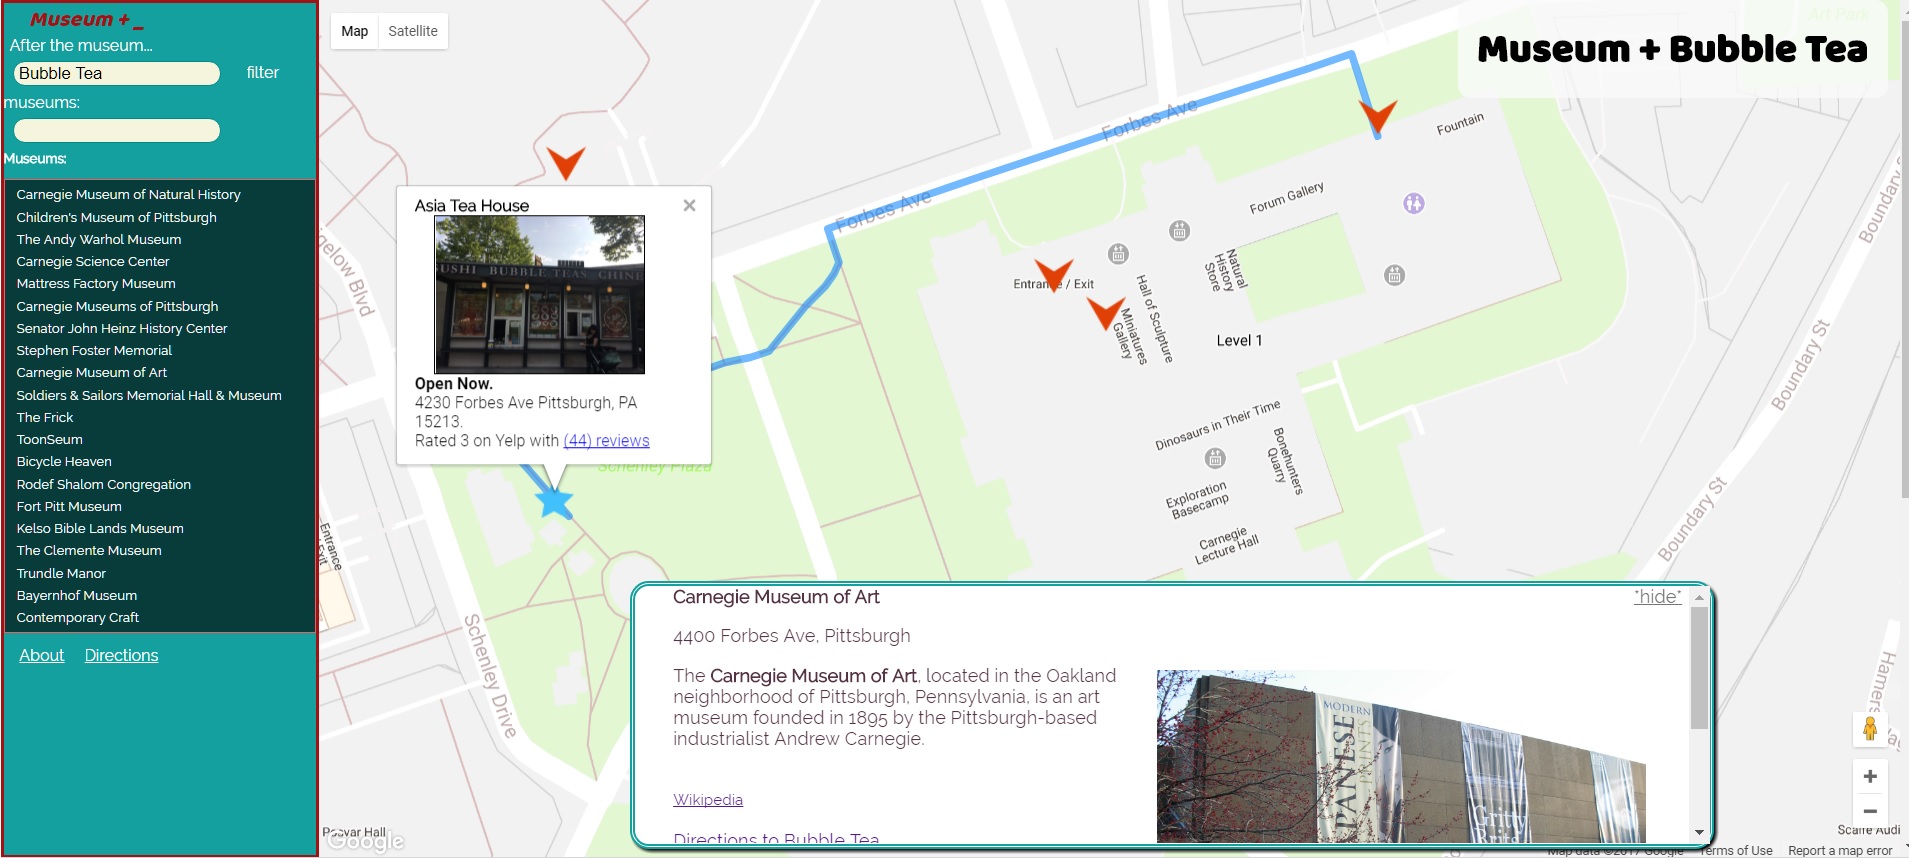 Museum + _
After the museum...
Bubble Tea
filter
museums:
Museums:
Carnegie Museum of Natural History
Children's Museum of Pittsburgh
The Andy Warhol Museum
Carnegie Science Center
Mattress Factory Museum
Carnegie Museums of Pittsburgh
Senator John Heinz History Center
Stephen Foster Memorial
Carnegie Museum of Art
Soldiers & Sailors Memorial Hall & Museum
The Frick
ToonSeum
Bicycle Heaven
Rodef Shalom Congregation
Fort Pitt Museum
Kelso Bible Lands Museum
The Clemente Museum
Trundle Manor
Bayernhof Museum
Contemporary Craft
About
Directions
Map
Satellite
Museum + Bubble Tea
Art Park
Forbes Ave
Forbes Ave
Fountain
Forum Gallery
Natural
History
Store
Entrance / Exit
Hall of Sculpture
Miniatures
Gallery
Level 1
Dinosaurs in Their Time
Bonehunters
Quarry
Exploration
Basecamp
Carnegie
Lecture Hall
Boundary St
Boundary St
Boundary
gelow Blvd
Entrance
Exit
Schenley Drive
Schenley Plaza
Asia Tea House
SUSHI BUBBLE TEAS CHINE
Open Now.
4230 Forbes Ave Pittsburgh, PA
15213.
Rated 3 on Yelp with (44) reviews
Carnegie Museum of Art
*hide*
4400 Forbes Ave, Pittsburgh
The Carnegie Museum of Art, located in the Oakland
neighborhood of Pittsburgh, Pennsylvania, is an art
museum founded in 1895 by the Pittsburgh-based
industrialist Andrew Carnegie.
Wikipedia
Directions to Bubble Tea
MODERN
PANESE
PRINTS
Gritty
Brits
Posvar Hall
Google
Hamers
Scaife Audi
Map data ©2017 Google
Terms of Use
Report a map error